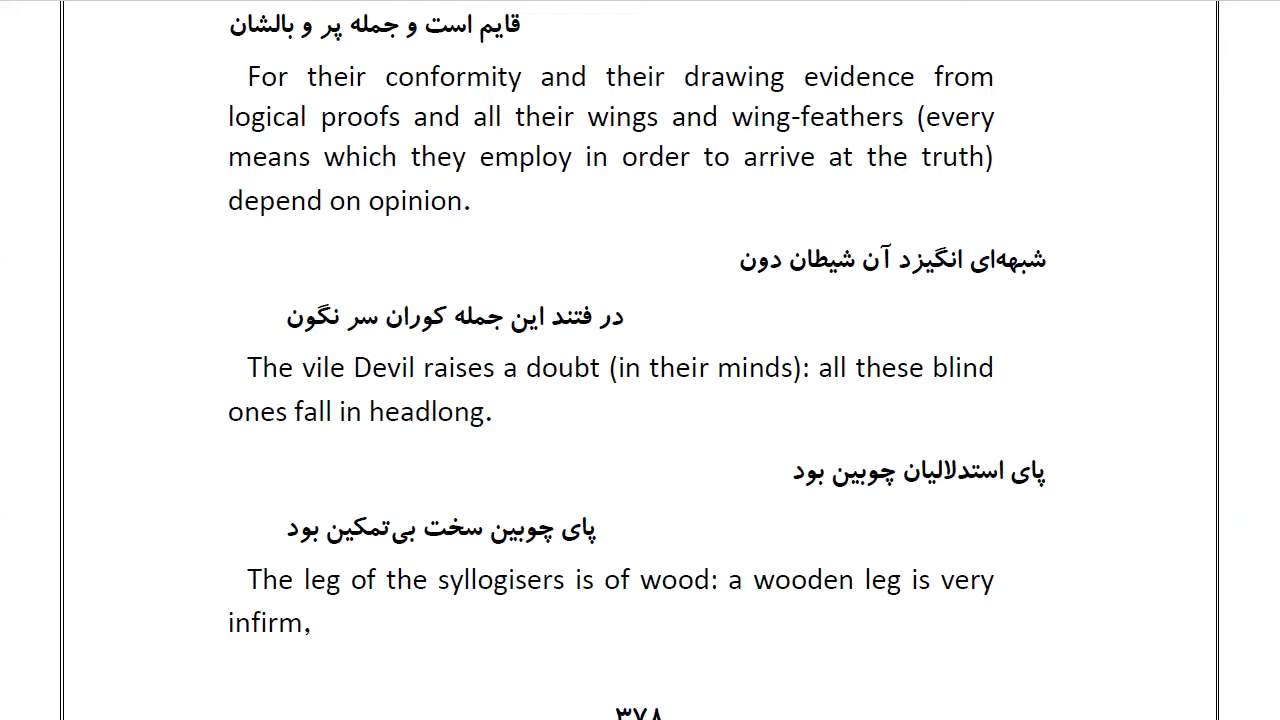 قایم است و جمله پر و بالشان
For their conformity and their drawing evidence from
logical proofs and all their wings and wing-feathers (every
means which they employ in order to arrive at the truth)
depend on opinion.
شبهه‌ای انگیزد آن شیطان دون
در فتند این جمله کوران سر نگون
The vile Devil raises a doubt (in their minds): all these blind
ones fall in headlong.
پای استدلالیان چوبین بود
پای چوبین سخت بی‌تمکین بود
The leg of the syllogisers is of wood: a wooden leg is very
infirm,
۳۷۸